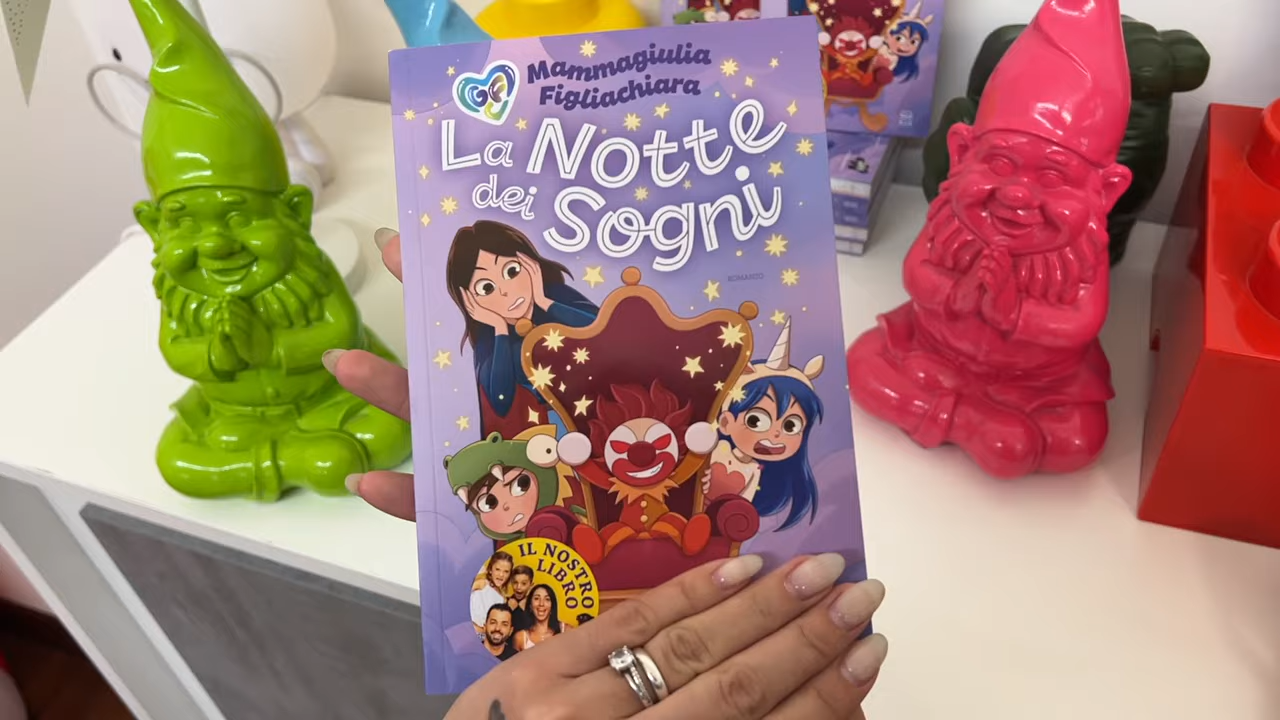 Mammagiulia
Figliachiara
La Notte
dei Sogni
ROMANZO
IL NOSTRO
LIBRO